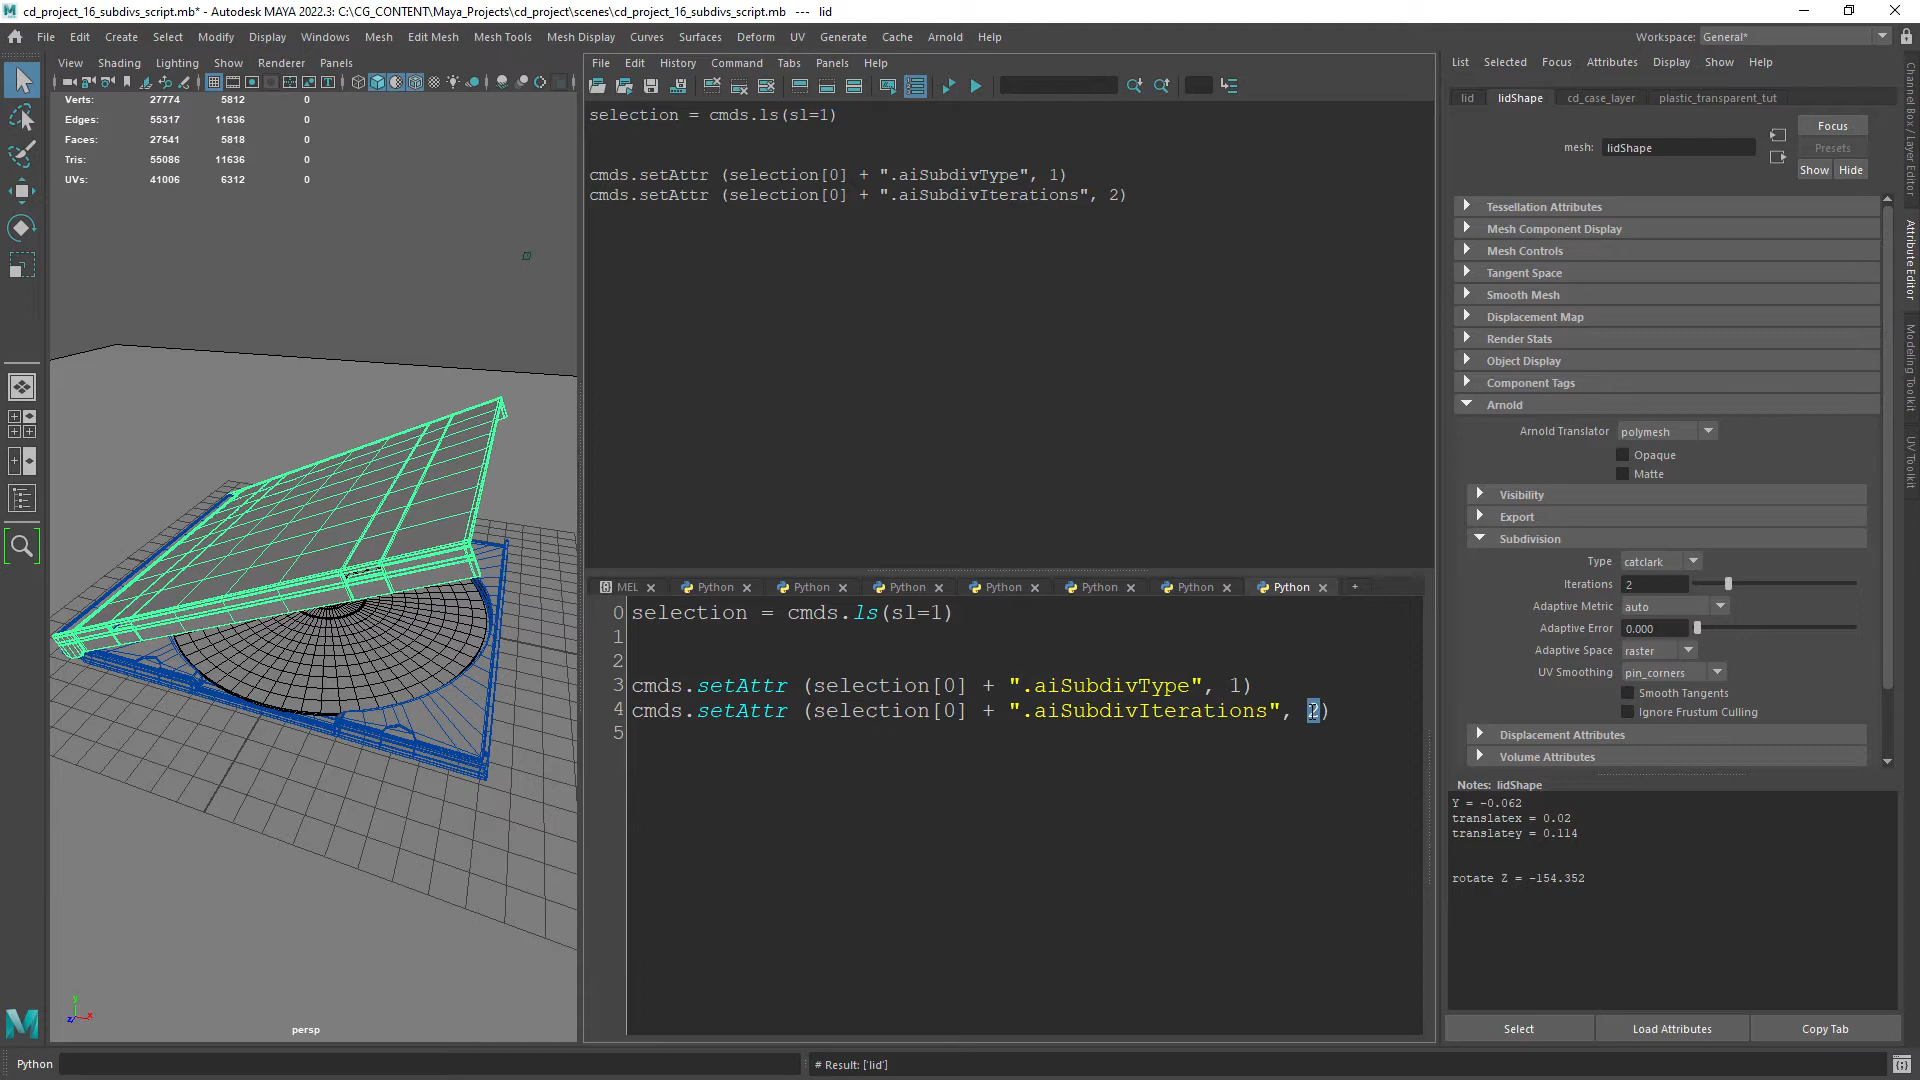 cd_project_16_subdivs_script.mb* - Autodesk MAYA 2022.3: C:\CG_CONTENT\Maya_Projects\cd_project\scenes\cd_project_16_subdivs_script.mb --- lid
File Edit Create Select Modify Display Windows Mesh Edit Mesh Mesh Tools Mesh Display Curves Surfaces Deform UV Generate Cache Arnold Help
Workspace: General*
View Shading Lighting Show Renderer Panels
Verts: 27774 5812 0
Edges: 55317 11636 0
Faces: 27541 5818 0
Tris: 55086 11636 0
UVs: 41006 6312 0
persp
File Edit History Command Tabs Panels Help
selection = cmds.ls(sl=1)
cmds.setAttr (selection[0] + ".aiSubdivType", 1)
cmds.setAttr (selection[0] + ".aiSubdivIterations", 2)
MEL Python Python Python Python Python Python Python +
0 selection = cmds.ls(sl=1)
1
2
3 cmds.setAttr (selection[0] + ".aiSubdivType", 1)
4 cmds.setAttr (selection[0] + ".aiSubdivIterations", 2)
5
List Selected Focus Attributes Display Show Help
lid lidShape cd_case_layer plastic_transparent_tut
mesh: lidShape
Focus
Presets
Show Hide
Tessellation Attributes
Mesh Component Display
Mesh Controls
Tangent Space
Smooth Mesh
Displacement Map
Render Stats
Object Display
Component Tags
Arnold
Arnold Translator polymesh
Opaque
Matte
Visibility
Export
Subdivision
Type catclark
Iterations 2
Adaptive Metric auto
Adaptive Error 0.000
Adaptive Space raster
UV Smoothing pin_corners
Smooth Tangents
Ignore Frustum Culling
Displacement Attributes
Volume Attributes
Notes: lidShape
Y = -0.062
translatex = 0.02
translatey = 0.114
rotate Z = -154.352
Select Load Attributes Copy Tab
Channel Box / Layer Editor
Attribute Editor
Modeling Toolkit
UV Toolkit
Python
# Result: ['lid']